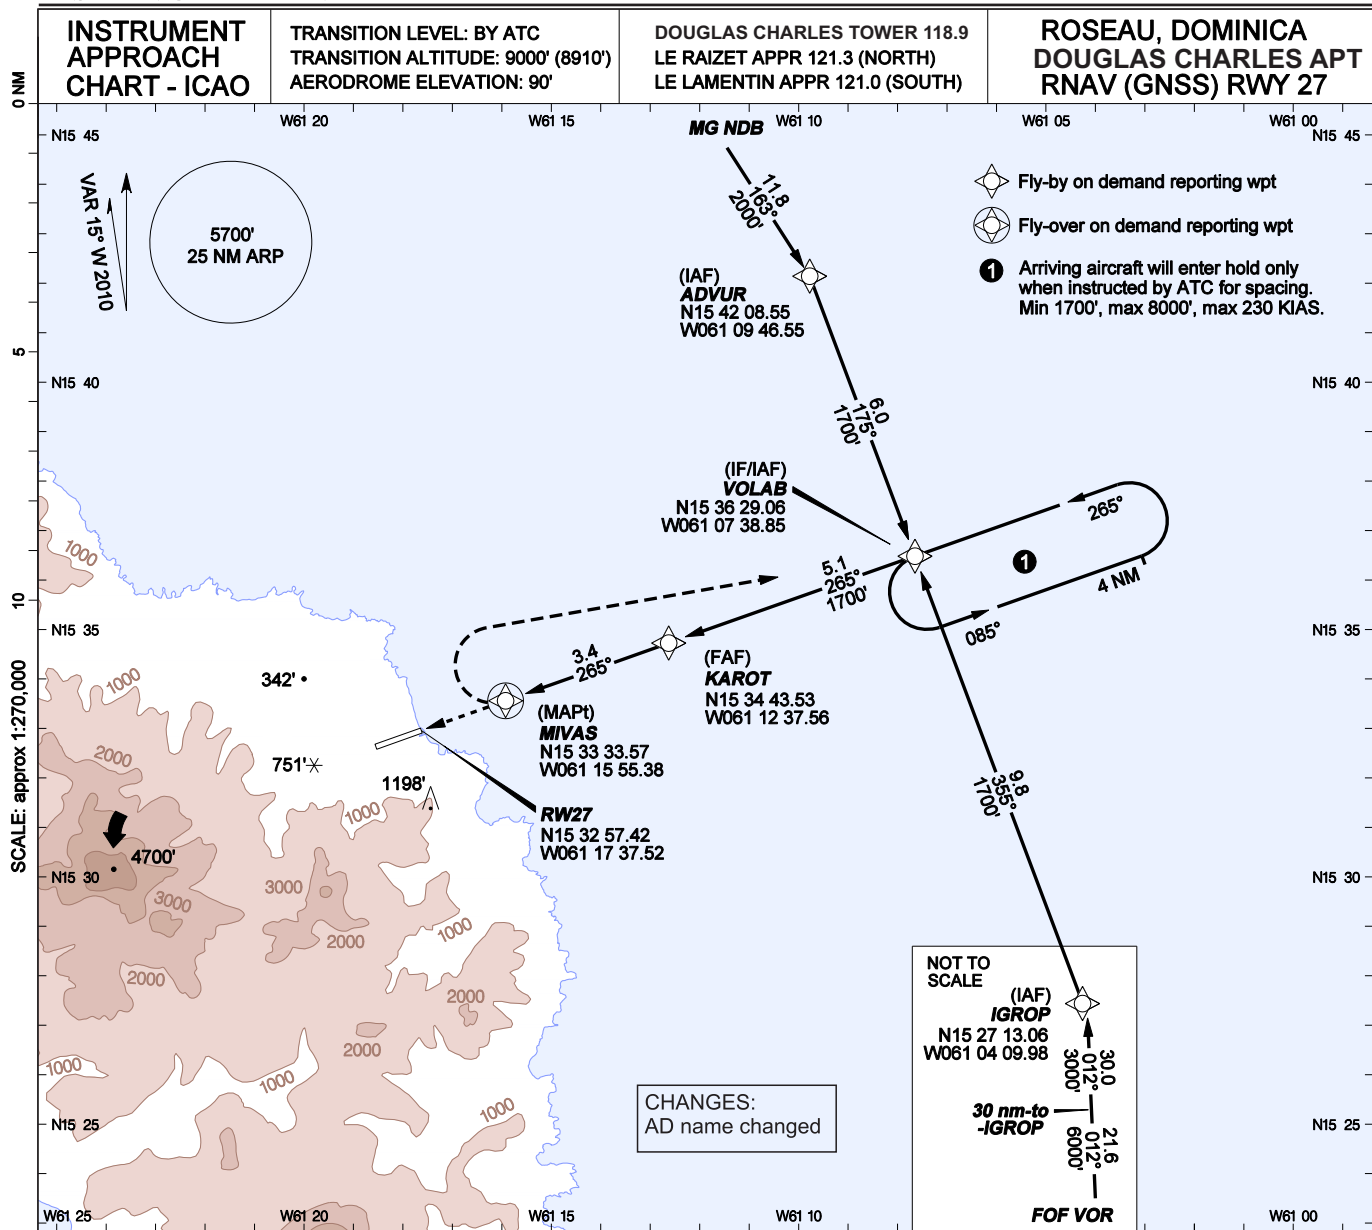 INSTRUMENT
APPROACH
CHART - ICAO
TRANSITION LEVEL: BY ATC
TRANSITION ALTITUDE: 9000' (8910')
AERODROME ELEVATION: 90'
DOUGLAS CHARLES TOWER 118.9
LE RAIZET APPR 121.3 (NORTH)
LE LAMENTIN APPR 121.0 (SOUTH)
ROSEAU, DOMINICA
DOUGLAS CHARLES APT
RNAV (GNSS) RWY 27
0 NM
W61 20
W61 15
W61 10
W61 05
W61 00
N15 45
N15 45
MG NDB
VAR 15° W 2010
5700'
25 NM ARP
11.8
163°
2000'
Fly-by on demand reporting wpt
Fly-over on demand reporting wpt
1 Arriving aircraft will enter hold only
when instructed by ATC for spacing.
Min 1700', max 8000', max 230 KIAS.
(IAF)
ADVUR
N15 42 08.55
W061 09 46.55
5
N15 40
N15 40
6.0
175°
1700'
(IF/IAF)
VOLAB
N15 36 29.06
W061 07 38.85
265°
1
4 NM
085°
5.1
265°
1700'
1000
10
N15 35
N15 35
3.4
265°
(FAF)
KAROT
N15 34 43.53
W061 12 37.56
1000
342'
(MAPt)
MIVAS
N15 33 33.57
W061 15 55.38
2000
751'
1198'
1000
RW27
N15 32 57.42
W061 17 37.52
9.8
355°
1700'
SCALE: approx 1:270,000
4700'
N15 30
N15 30
3000
3000
2000
1000
2000
2000
2000
NOT TO
SCALE
(IAF)
IGROP
N15 27 13.06
W061 04 09.98
30.0
012°
3000'
30 nm-to
-IGROP
21.6
012°
6000'
FOF VOR
1000
1000
1000
CHANGES:
AD name changed
N15 25
N15 25
W61 25
W61 20
W61 15
W61 10
W61 00